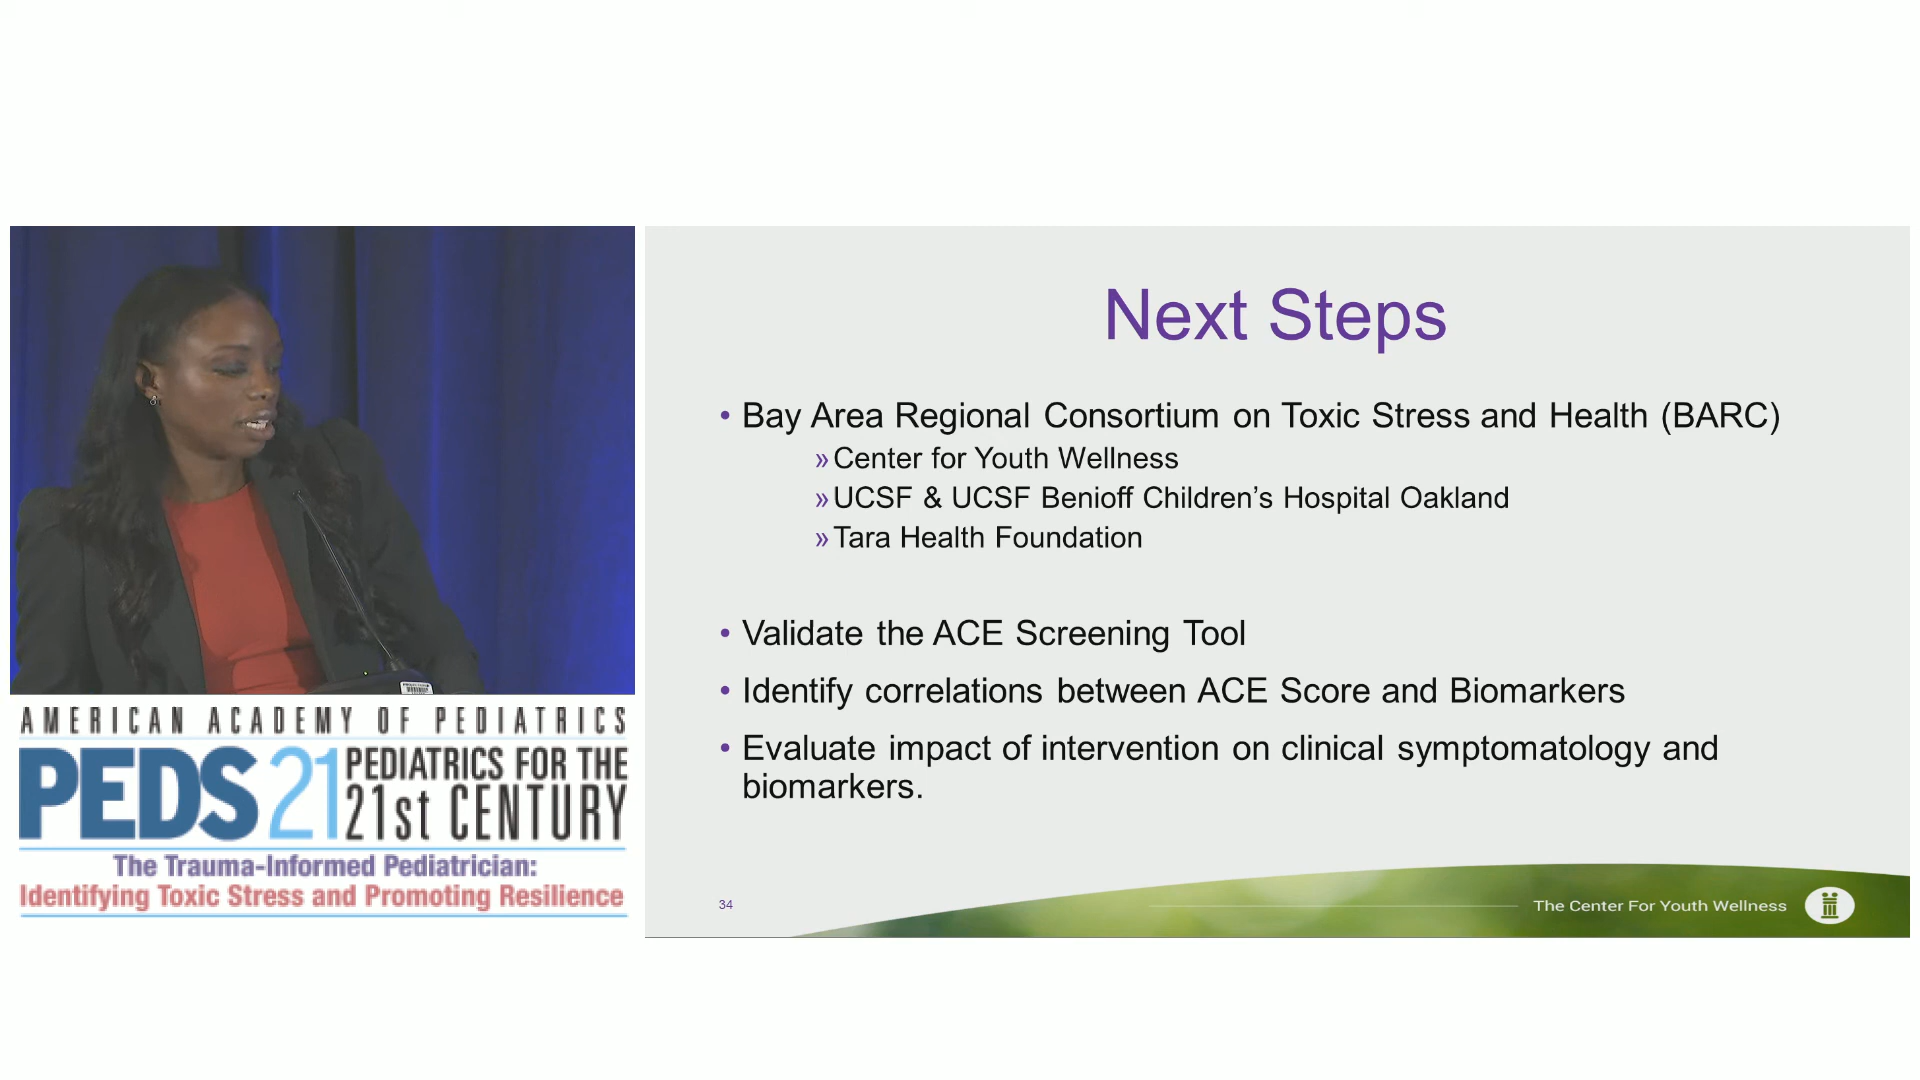 AMERICAN ACADEMY OF PEDIATRICS
PEDS 21 PEDIATRICS FOR THE
21st CENTURY
The Trauma-Informed Pediatrician:
Identifying Toxic Stress and Promoting Resilience
Next Steps
• Bay Area Regional Consortium on Toxic Stress and Health (BARC)
» Center for Youth Wellness
» UCSF & UCSF Benioff Children’s Hospital Oakland
» Tara Health Foundation
• Validate the ACE Screening Tool
• Identify correlations between ACE Score and Biomarkers
• Evaluate impact of intervention on clinical symptomatology and
biomarkers.
34
The Center For Youth Wellness